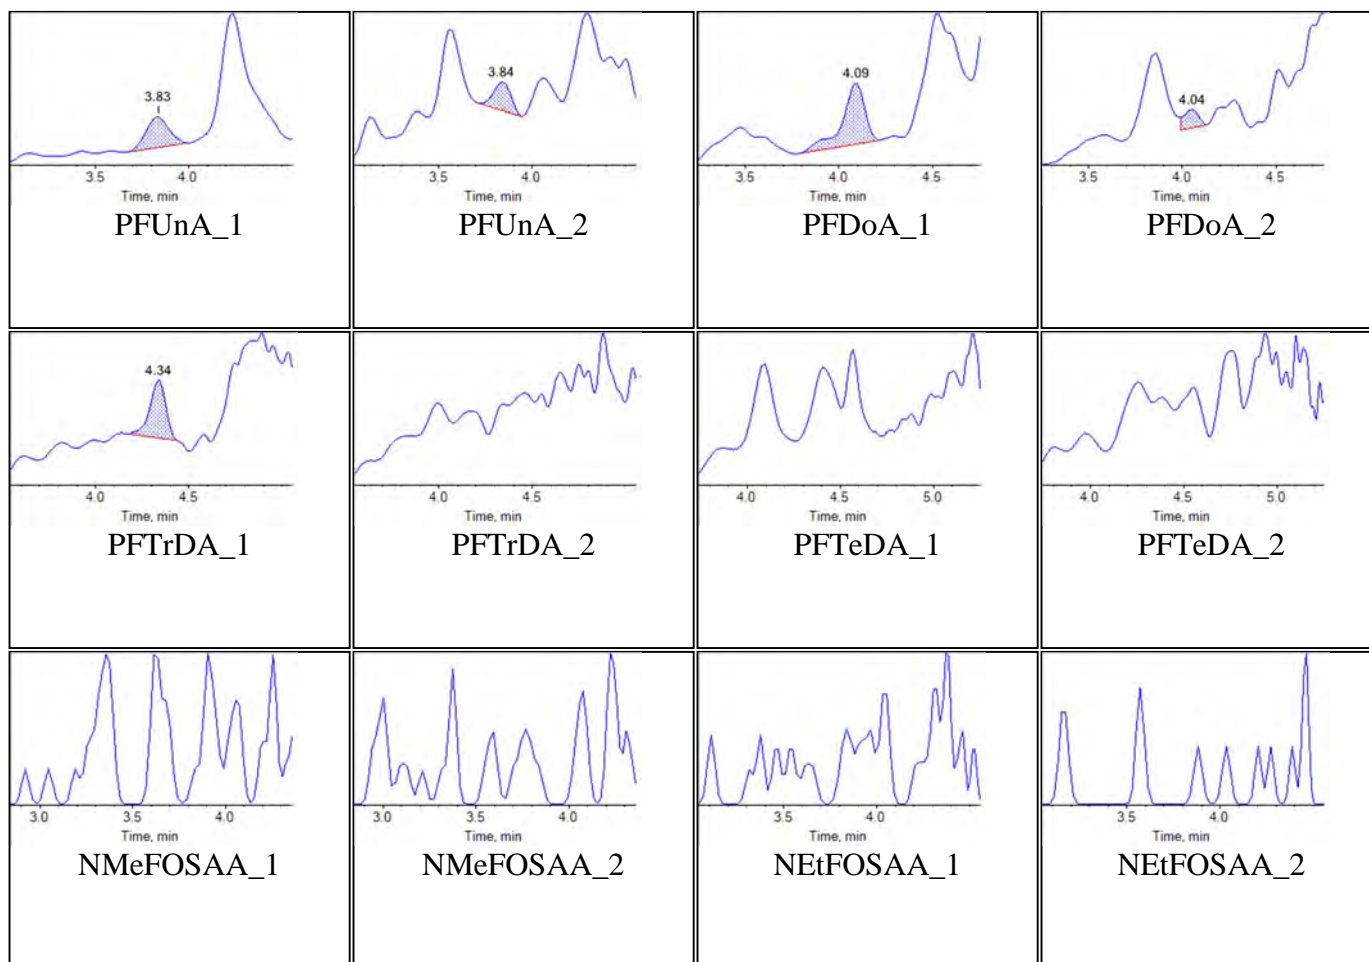 3.83
3.5 4.0
Time, min
PFUnA_1
3.84
3.5 4.0
Time, min
PFUnA_2
4.09
3.5 4.0 4.5
Time, min
PFDoA_1
4.04
3.5 4.0 4.5
Time, min
PFDoA_2
4.34
4.0 4.5
Time, min
PFTrDA_1
4.0 4.5
Time, min
PFTrDA_2
4.0 4.5 5.0
Time, min
PFTeDA_1
4.0 4.5 5.0
Time, min
PFTeDA_2
3.0 3.5 4.0
Time, min
NMeFOSAA_1
3.0 3.5 4.0
Time, min
NMeFOSAA_2
3.5 4.0
Time, min
NEtFOSAA_1
3.5 4.0
Time, min
NEtFOSAA_2